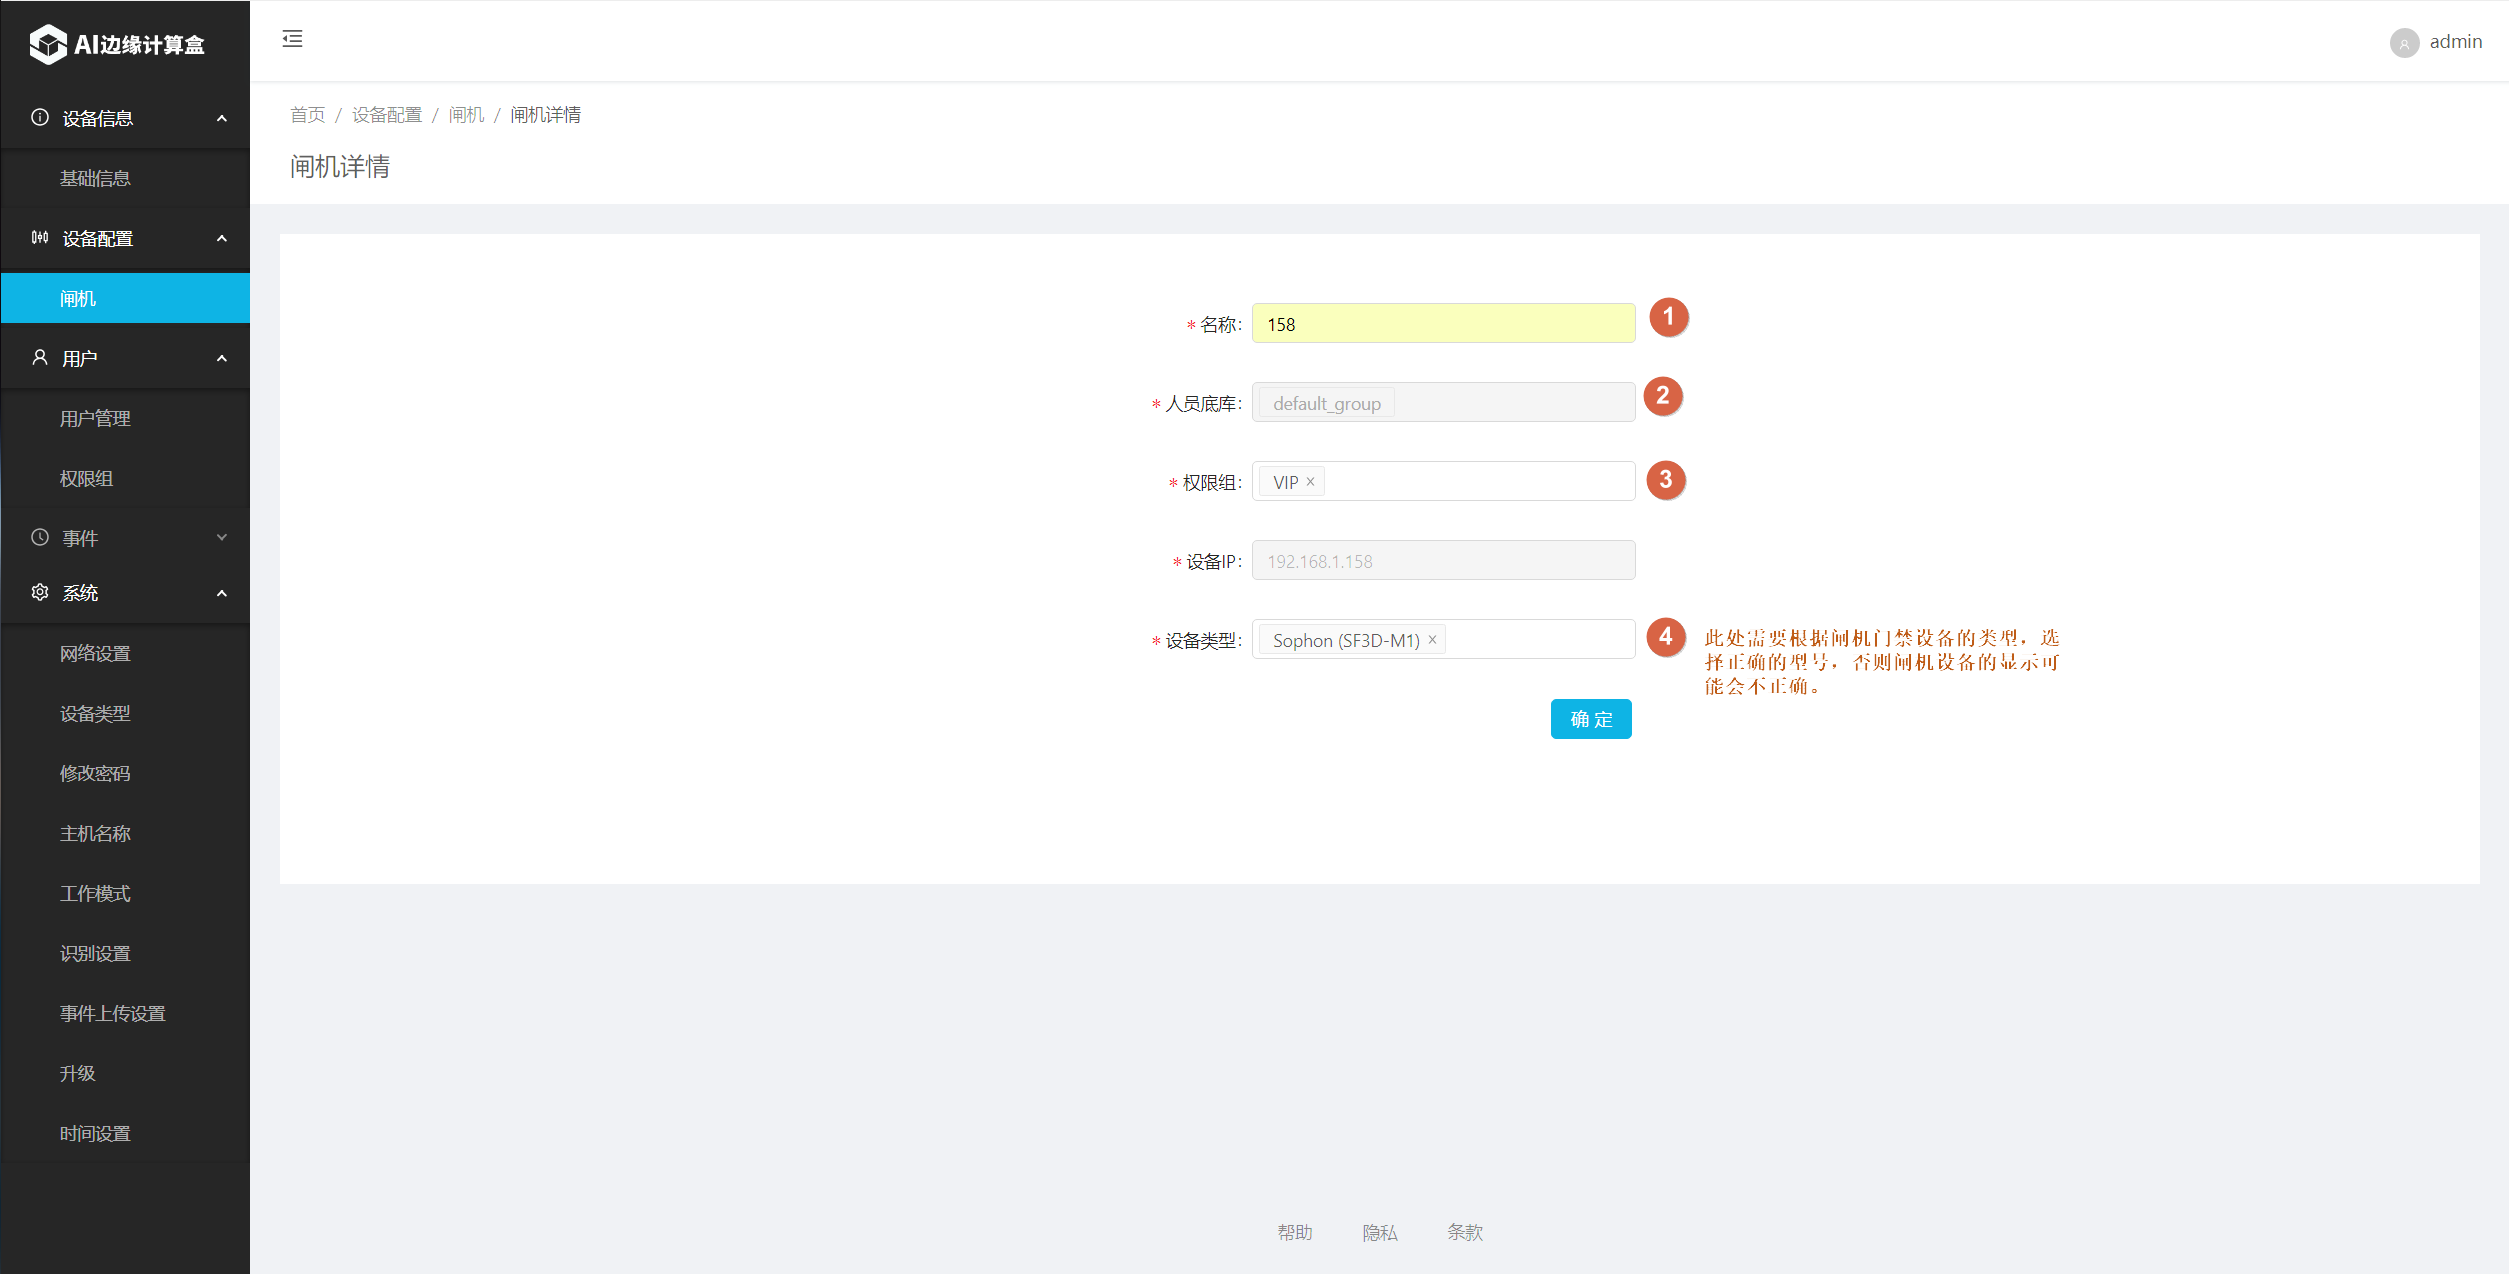 AI边缘计算盒
admin
设备信息
基础信息
设备配置
闸机
用户
用户管理
权限组
事件
系统
网络设置
设备类型
修改密码
主机名称
工作模式
识别设置
事件上传设置
升级
时间设置
首页 / 设备配置 / 闸机 / 闸机详情
闸机详情
* 名称: 158 1
* 人员底库: default_group 2
* 权限组: VIP × 3
* 设备IP: 192.168.1.158
* 设备类型: Sophon (SF3D-M1) × 4
此处需要根据闸机门禁设备的类型，选
择正确的型号，否则闸机设备的显示可
能会不正确。
确 定
帮助 隐私 条款